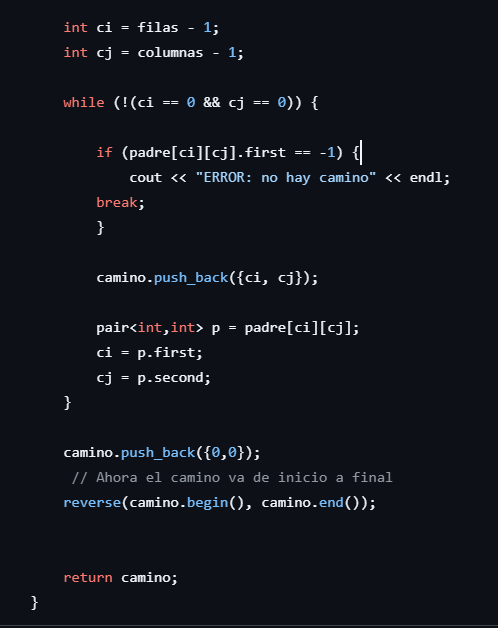 int ci = filas - 1;
int cj = columnas - 1;
while (!(ci == 0 && cj == 0)) {
if (padre[ci][cj].first == -1) {
cout << "ERROR: no hay camino" << endl;
break;
}
camino.push_back({ci, cj});
pair<int,int> p = padre[ci][cj];
ci = p.first;
cj = p.second;
}
camino.push_back({0,0});
// Ahora el camino va de inicio a final
reverse(camino.begin(), camino.end());
return camino;
}